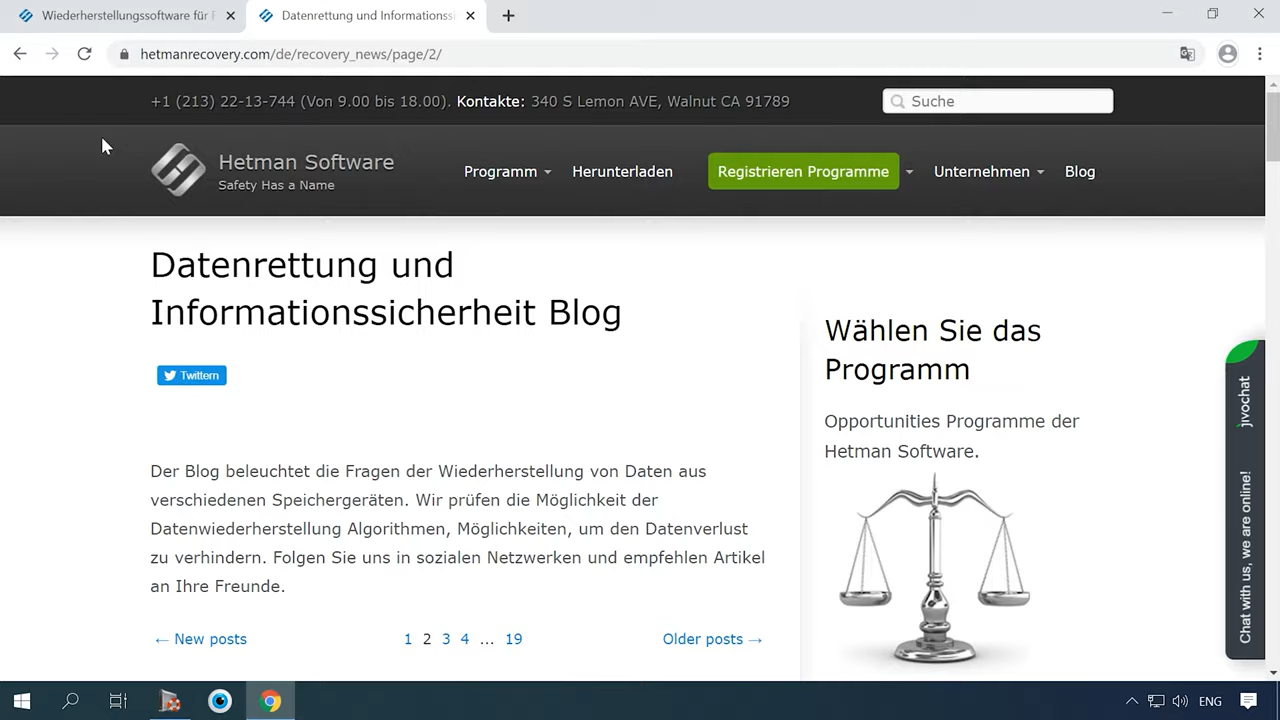 Wiederherstellungssoftware für F
Datenrettung und Informationssi
hetmanrecovery.com/de/recovery_news/page/2/
+1 (213) 22-13-744 (Von 9.00 bis 18.00). Kontakte: 340 S Lemon AVE, Walnut CA 91789
Suche
Hetman Software
Safety Has a Name
Programm
Herunterladen
Registrieren Programme
Unternehmen
Blog
Datenrettung und
Informationssicherheit Blog
Twittern
Der Blog beleuchtet die Fragen der Wiederherstellung von Daten aus
verschiedenen Speichergeräten. Wir prüfen die Möglichkeit der
Datenwiederherstellung Algorithmen, Möglichkeiten, um den Datenverlust
zu verhindern. Folgen Sie uns in sozialen Netzwerken und empfehlen Artikel
an Ihre Freunde.
← New posts
1 2 3 4 ... 19
Older posts →
Wählen Sie das
Programm
Opportunities Programme der
Hetman Software.
jivochat
Chat with us, we are online!
ENG